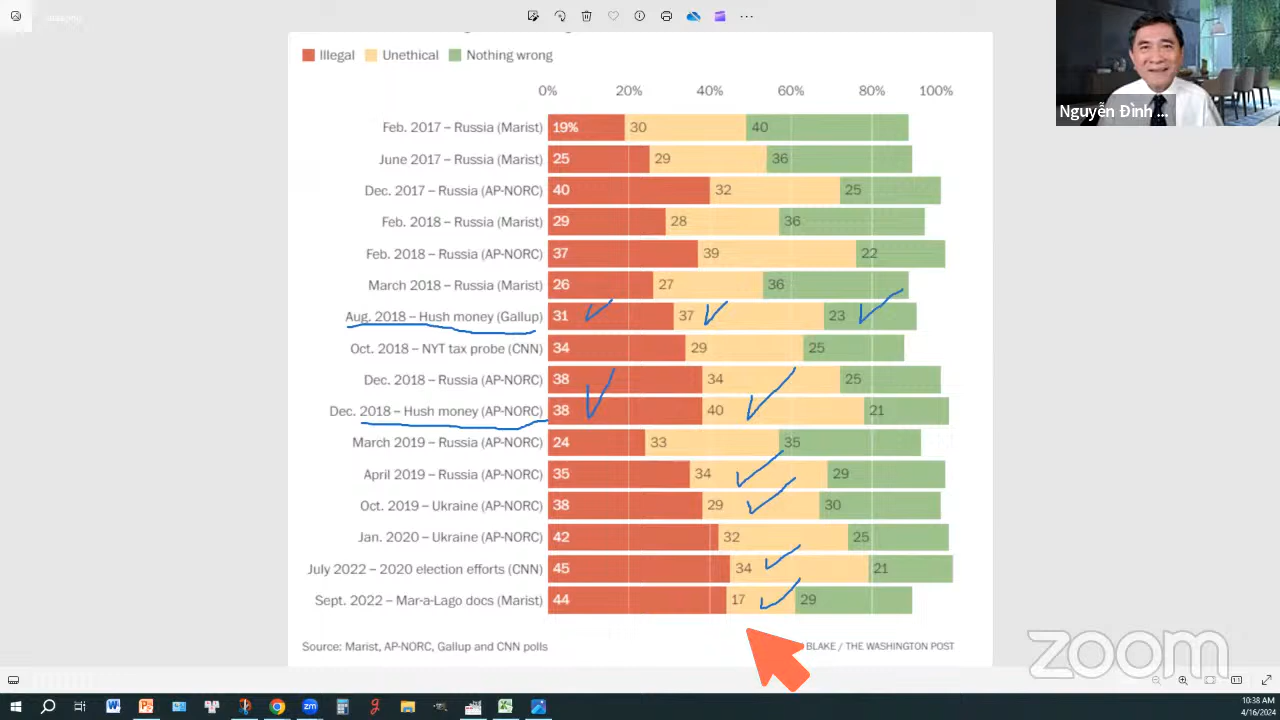 Illegal Unethical Nothing wrong
0% 20% 40% 60% 80% 100%
Feb. 2017 – Russia (Marist) 19% 30 40
June 2017 – Russia (Marist) 25 29 36
Dec. 2017 – Russia (AP-NORC) 40 32 25
Feb. 2018 – Russia (Marist) 29 28 36
Feb. 2018 – Russia (AP-NORC) 37 39 22
March 2018 – Russia (Marist) 26 27 36
Aug. 2018 – Hush money (Gallup) 31 37 23
Oct. 2018 – NYT tax probe (CNN) 34 29 25
Dec. 2018 – Russia (AP-NORC) 38 34 25
Dec. 2018 – Hush money (AP-NORC) 38 40 21
March 2019 – Russia (AP-NORC) 24 33 35
April 2019 – Russia (AP-NORC) 35 34 29
Oct. 2019 – Ukraine (AP-NORC) 38 29 30
Jan. 2020 – Ukraine (AP-NORC) 42 32 25
July 2022 – 2020 election efforts (CNN) 45 34 21
Sept. 2022 – Mar-a-Lago docs (Marist) 44 17 29
Source: Marist, AP-NORC, Gallup and CNN polls
BLAKE / THE WASHINGTON POST
Nguyễn Đình ...
zoom
10:38 AM
4/16/2024